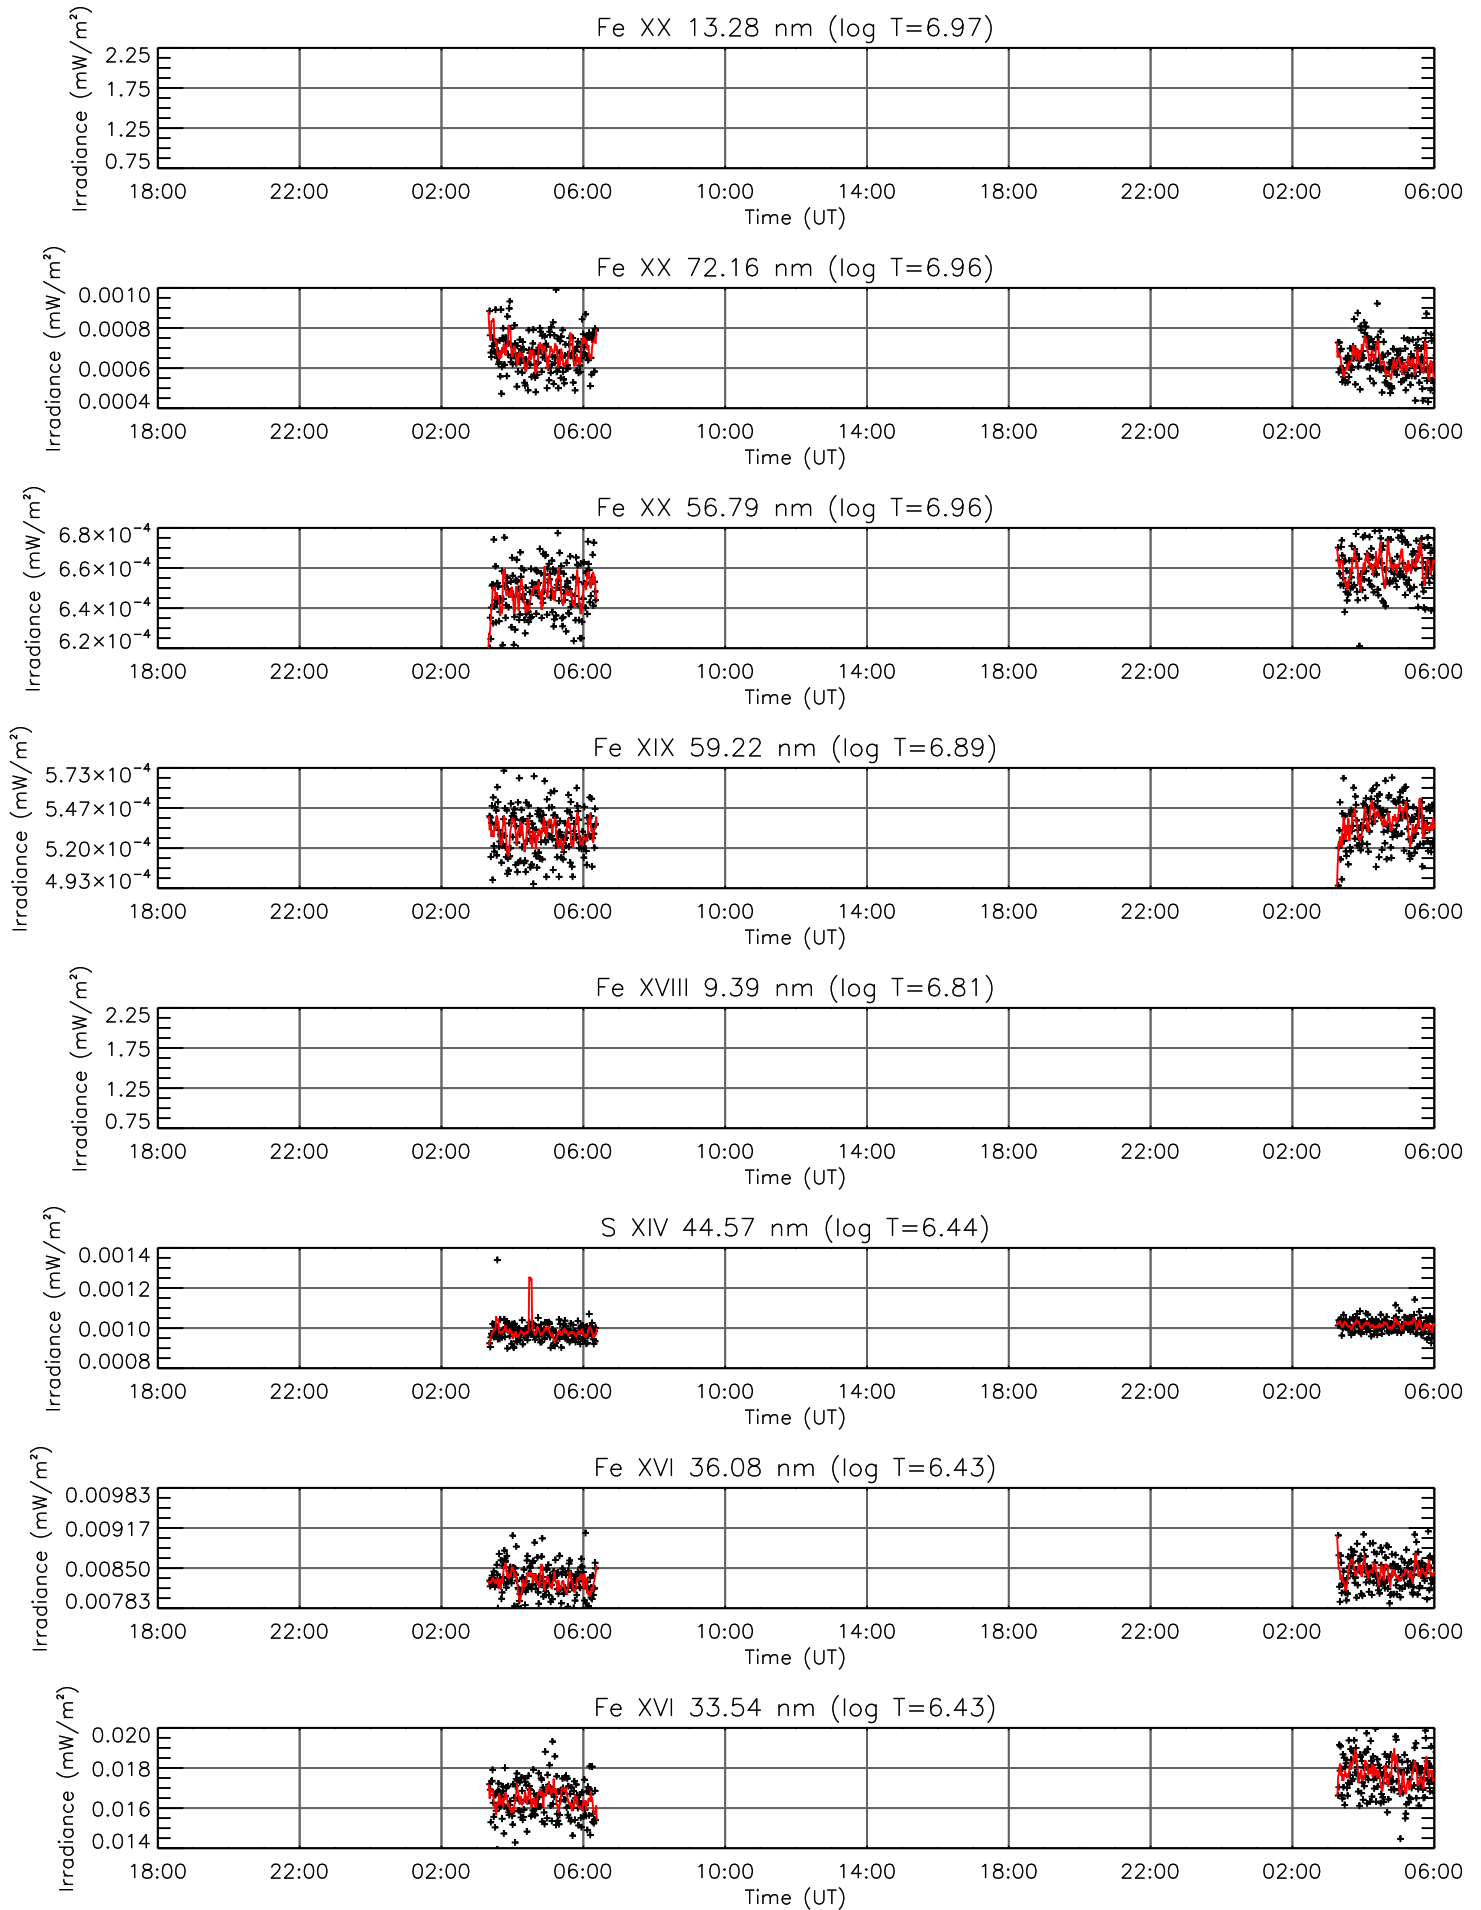 Fe XX 13.28 nm (log T=6.97)
Irradiance (mW/m²)
2.25
1.75
1.25
0.75
18:00 22:00 02:00 06:00 10:00 14:00 18:00 22:00 02:00 06:00
Time (UT)
Fe XX 72.16 nm (log T=6.96)
Irradiance (mW/m²)
0.0010
0.0008
0.0006
0.0004
18:00 22:00 02:00 06:00 10:00 14:00 18:00 22:00 02:00 06:00
Time (UT)
Fe XX 56.79 nm (log T=6.96)
Irradiance (mW/m²)
6.8×10⁻⁴
6.6×10⁻⁴
6.4×10⁻⁴
6.2×10⁻⁴
18:00 22:00 02:00 06:00 10:00 14:00 18:00 22:00 02:00 06:00
Time (UT)
Fe XIX 59.22 nm (log T=6.89)
Irradiance (mW/m²)
5.73×10⁻⁴
5.47×10⁻⁴
5.20×10⁻⁴
4.93×10⁻⁴
18:00 22:00 02:00 06:00 10:00 14:00 18:00 22:00 02:00 06:00
Time (UT)
Fe XVIII 9.39 nm (log T=6.81)
Irradiance (mW/m²)
2.25
1.75
1.25
0.75
18:00 22:00 02:00 06:00 10:00 14:00 18:00 22:00 02:00 06:00
Time (UT)
S XIV 44.57 nm (log T=6.44)
Irradiance (mW/m²)
0.0014
0.0012
0.0010
0.0008
18:00 22:00 02:00 06:00 10:00 14:00 18:00 22:00 02:00 06:00
Time (UT)
Fe XVI 36.08 nm (log T=6.43)
Irradiance (mW/m²)
0.00983
0.00917
0.00850
0.00783
18:00 22:00 02:00 06:00 10:00 14:00 18:00 22:00 02:00 06:00
Time (UT)
Fe XVI 33.54 nm (log T=6.43)
Irradiance (mW/m²)
0.020
0.018
0.016
0.014
18:00 22:00 02:00 06:00 10:00 14:00 18:00 22:00 02:00 06:00
Time (UT)